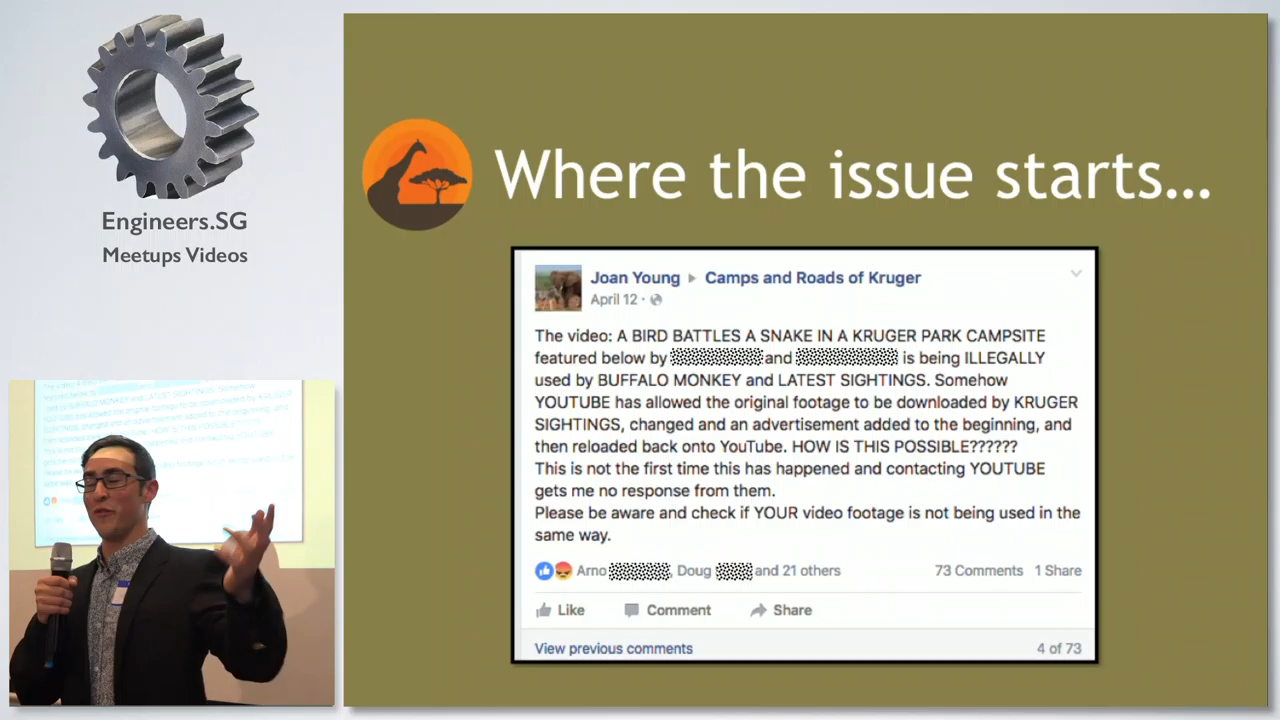 Engineers.SG
Meetups Videos
Where the issue starts...
Joan Young ▸ Camps and Roads of Kruger
April 12 ·
The video: A BIRD BATTLES A SNAKE IN A KRUGER PARK CAMPSITE
featured below by and is being ILLEGALLY
used by BUFFALO MONKEY and LATEST SIGHTINGS. Somehow
YOUTUBE has allowed the original footage to be downloaded by KRUGER
SIGHTINGS, changed and an advertisement added to the beginning, and
then reloaded back onto YouTube. HOW IS THIS POSSIBLE??????
This is not the first time this has happened and contacting YOUTUBE
gets me no response from them.
Please be aware and check if YOUR video footage is not being used in the
same way.
Arno , Doug and 21 others 73 Comments 1 Share
Like Comment Share
View previous comments 4 of 73